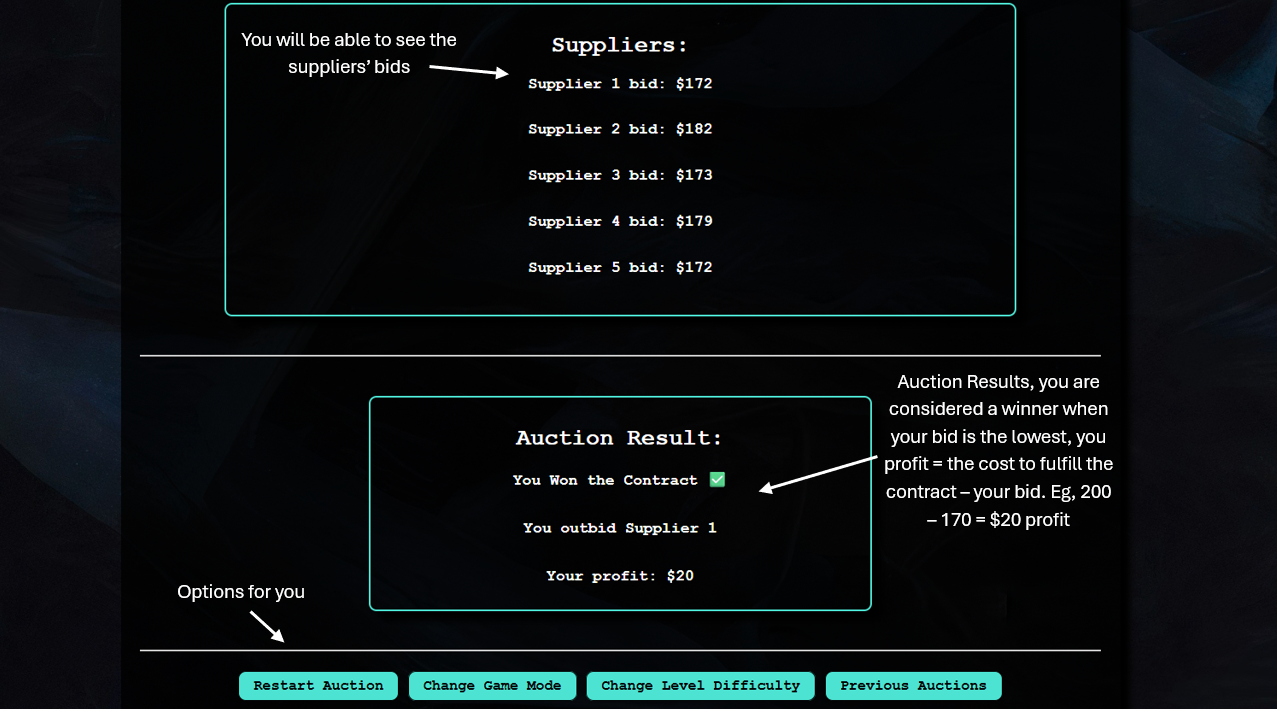 You will be able to see the
suppliers’ bids
Suppliers:
Supplier 1 bid: $172
Supplier 2 bid: $182
Supplier 3 bid: $173
Supplier 4 bid: $179
Supplier 5 bid: $172
Auction Results, you are
considered a winner when
your bid is the lowest, you
profit = the cost to fulfill the
contract – your bid. Eg, 200
– 170 = $20 profit
Auction Result:
You Won the Contract ✅
You outbid Supplier 1
Your profit: $20
Options for you
Restart Auction
Change Game Mode
Change Level Difficulty
Previous Auctions